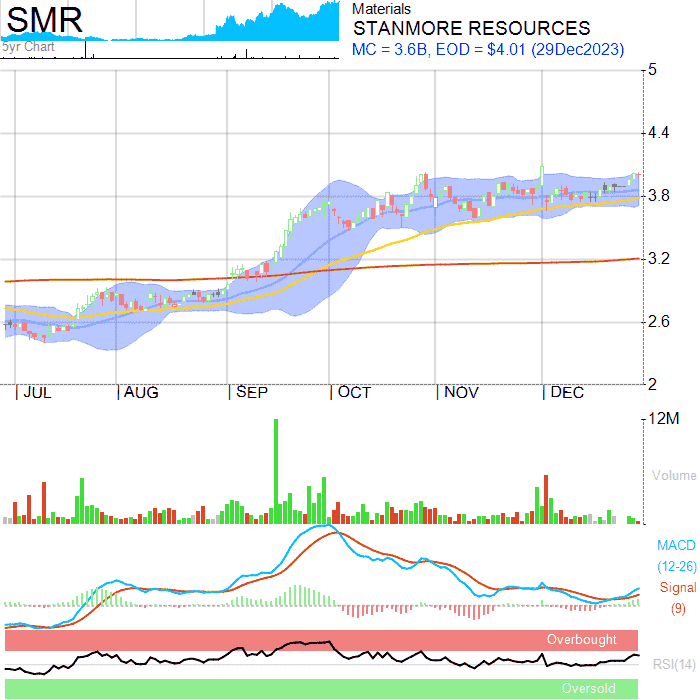 SMR
5yr Chart
Materials
STANMORE RESOURCES
MC = 3.6B, EOD = $4.01 (29Dec2023)
5
4.4
3.8
3.2
2.6
2
JUL AUG SEP OCT NOV DEC
12M
Volume
MACD
(12-26)
Signal
(9)
Overbought
RSI(14)
Oversold